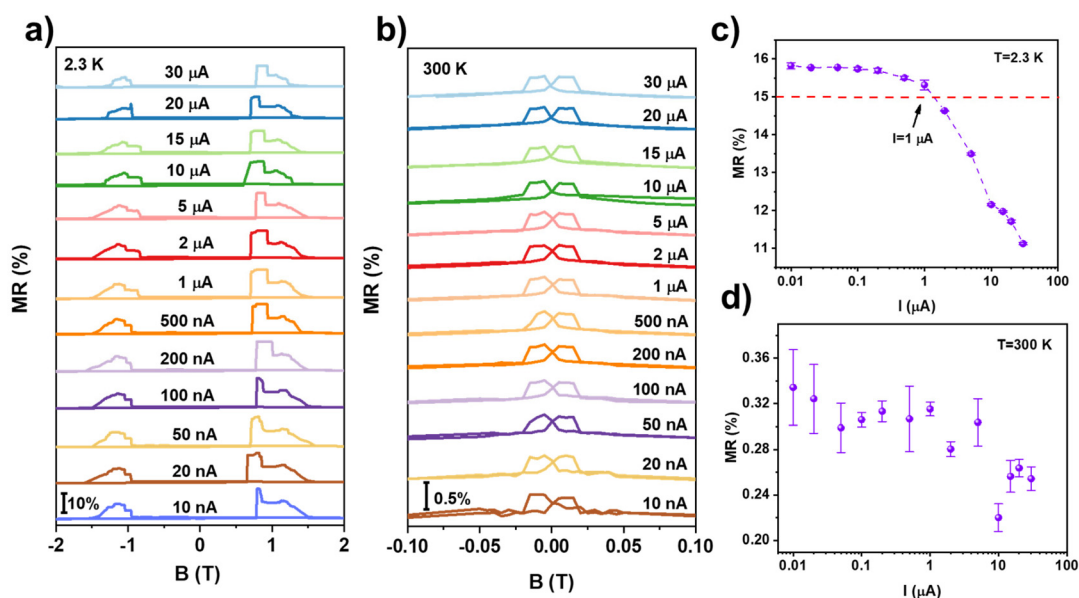 a)
2.3 K
30 μA
20 μA
15 μA
10 μA
5 μA
2 μA
1 μA
500 nA
200 nA
100 nA
50 nA
20 nA
10 nA
10%
MR (%)
-2 -1 0 1 2
B (T)
b)
300 K
30 μA
20 μA
15 μA
10 μA
5 μA
2 μA
1 μA
500 nA
200 nA
100 nA
50 nA
20 nA
10 nA
0.5%
MR (%)
-0.10 -0.05 0.00 0.05 0.10
B (T)
c)
T=2.3 K
16
15
14
13
12
11
MR (%)
I=1 μA
0.01 0.1 1 10 100
I (μA)
d)
T=300 K
0.36
0.32
0.28
0.24
0.20
MR (%)
0.01 0.1 1 10 100
I (μA)